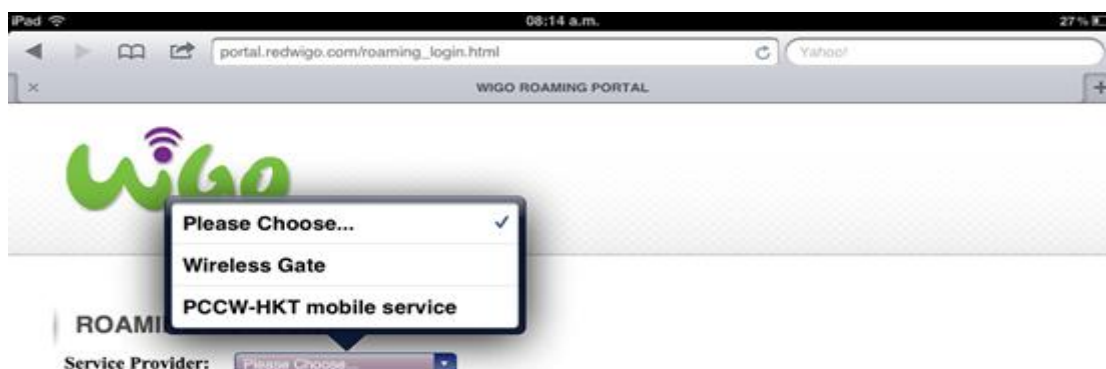 iPad 08:14 a.m. 27%
portal.redwigo.com/roaming_login.html Yahoo!
WIGO ROAMING PORTAL
wiGo
Please Choose...
Wireless Gate
PCCW-HKT mobile service
ROAMI
Service Provider: Please Choose...